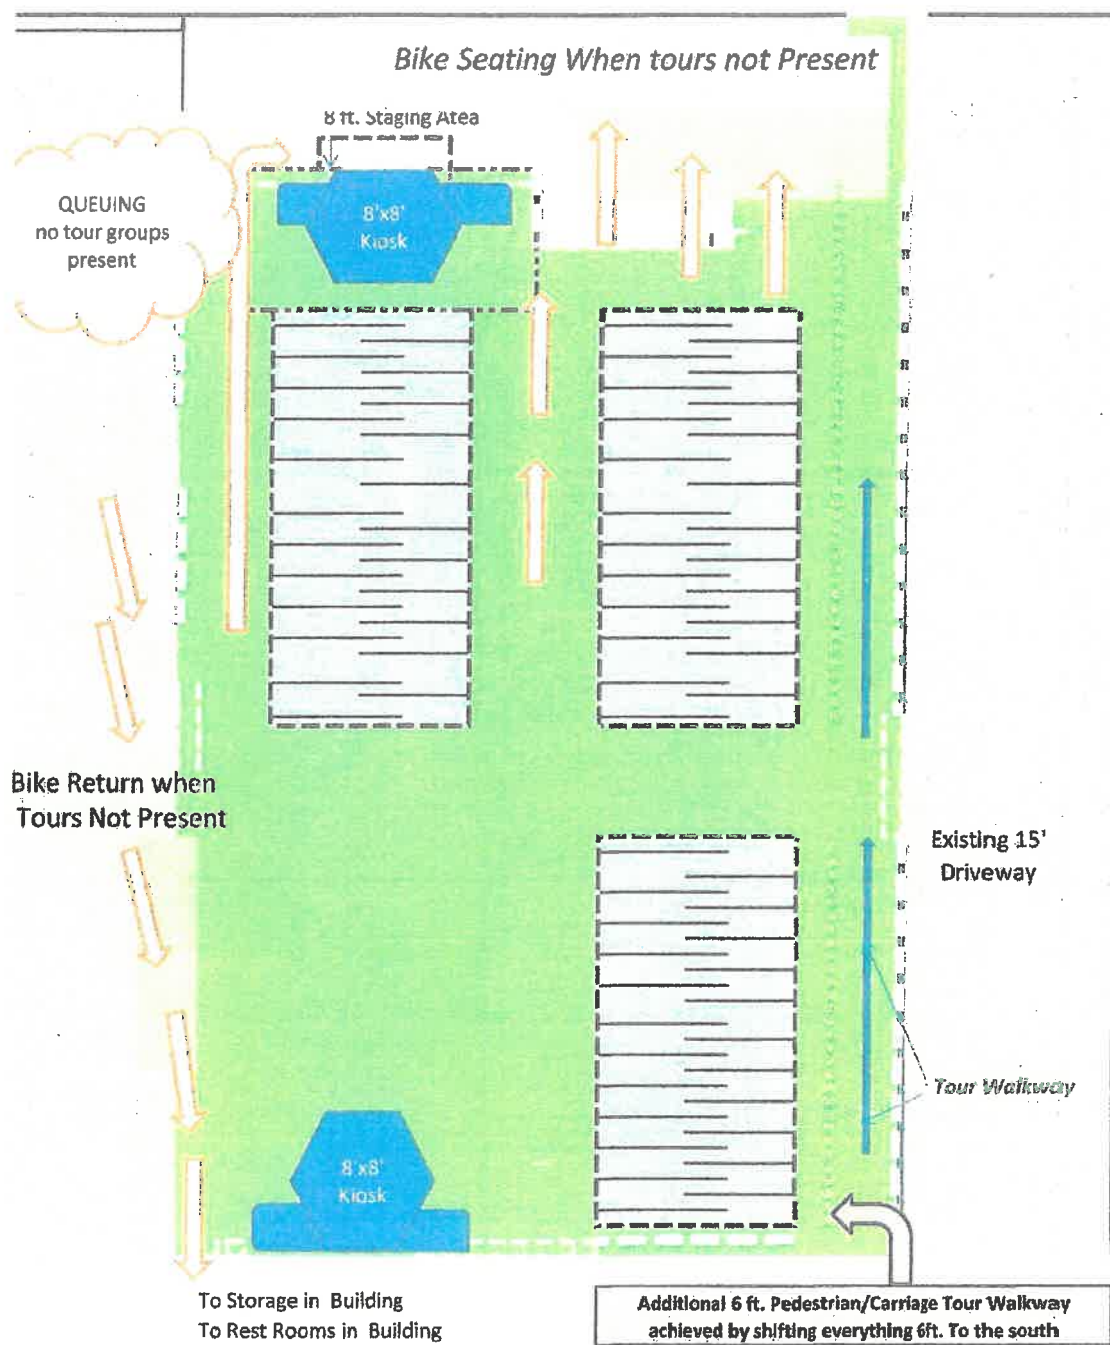 Bike Seating When tours not Present
8 ft. Staging Atea
QUEUING
no tour groups
present
8'x8'
Kiosk
Bike Return when
Tours Not Present
Existing 15'
Driveway
Tour Walkway
8'x8'
Kiosk
To Storage in Building
To Rest Rooms in Building
Additional 6 ft. Pedestrian/Carriage Tour Walkway
achieved by shifting everything 6ft. To the south